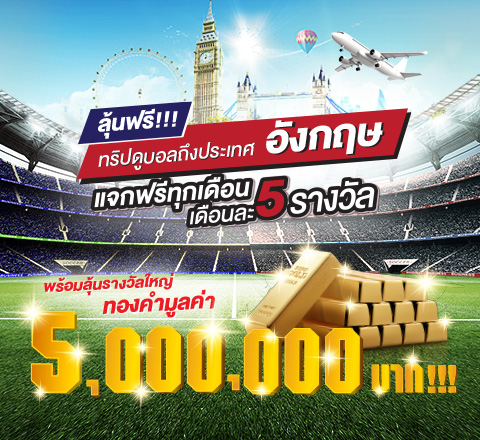 ลุ้นฟรี!!!
ทริปดูบอลถึงประเทศ อังกฤษ
แจกฟรีทุกเดือน
เดือนละ 5 รางวัล
พร้อมลุ้นรางวัลใหญ่
ทองคำมูลค่า
5,000,000 บาท!!!